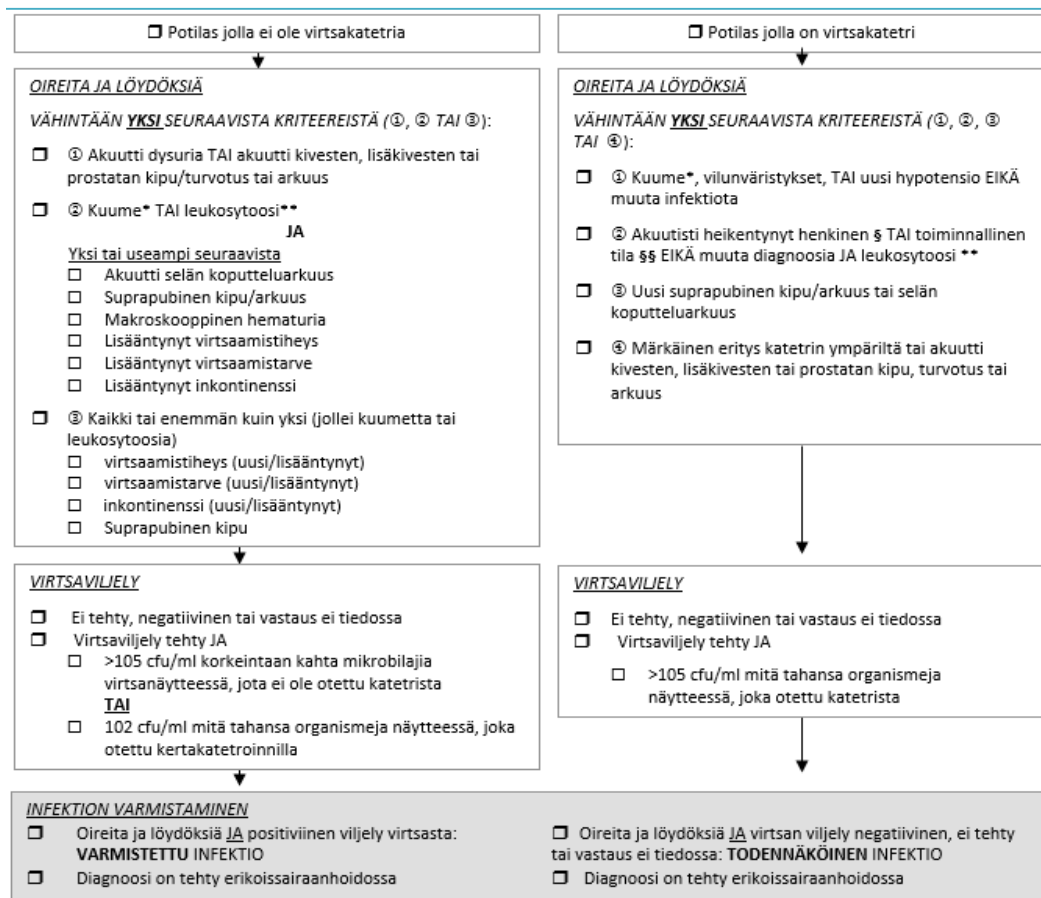 ❒ Potilas jolla ei ole virtsakatetria
OIREITA JA LÖYDÖKSIÄ
VÄHINTÄÄN YKSI SEURAAVISTA KRITEEREISTÄ (①, ② TAI ③):
❒ ① Akuutti dysuria TAI akuutti kivesten, lisäkivesten tai
prostatan kipu/turvotus tai arkuus
❒ ② Kuume* TAI leukosytoosi**
JA
Yksi tai useampi seuraavista
☐ Akuutti selän koputteluarkuus
☐ Suprapubinen kipu/arkuus
☐ Makroskooppinen hematuria
☐ Lisääntynyt virtsaamistiheys
☐ Lisääntynyt virtsaamistarve
☐ Lisääntynyt inkontinenssi
❒ ③ Kaikki tai enemmän kuin yksi (jollei kuumetta tai
leukosytoosia)
☐ virtsaamistiheys (uusi/lisääntynyt)
☐ virtsaamistarve (uusi/lisääntynyt)
☐ inkontinenssi (uusi/lisääntynyt)
☐ Suprapubinen kipu
VIRTSAVILJELY
❒ Ei tehty, negatiivinen tai vastaus ei tiedossa
❒ Virtsaviljely tehty JA
☐ >105 cfu/ml korkeintaan kahta mikrobilajia
virtsanäytteessä, jota ei ole otettu katetrista
TAI
☐ 102 cfu/ml mitä tahansa organismeja näytteessä, joka
otettu kertakatetroinnilla
❒ Potilas jolla on virtsakatetri
OIREITA JA LÖYDÖKSIÄ
VÄHINTÄÄN YKSI SEURAAVISTA KRITEEREISTÄ (①, ②, ③
TAI ④):
❒ ① Kuume*, vilunväristykset, TAI uusi hypotensio EIKÄ
muuta infektiota
❒ ② Akuutisti heikentynyt henkinen § TAI toiminnallinen
tila §§ EIKÄ muuta diagnoosia JA leukosytoosi **
❒ ③ Uusi suprapubinen kipu/arkuus tai selän
koputteluarkuus
❒ ④ Märkäinen eritys katetrin ympäriltä tai akuutti
kivesten, lisäkivesten tai prostatan kipu, turvotus tai
arkuus
VIRTSAVILJELY
❒ Ei tehty, negatiivinen tai vastaus ei tiedossa
❒ Virtsaviljely tehty JA
☐ >105 cfu/ml mitä tahansa organismeja
näytteessä, joka otettu katetrista
INFEKTION VARMISTAMINEN
❒ Oireita ja löydöksiä JA positiviinen viljely virtsasta:
VARMISTETTU INFEKTIO
❒ Diagnoosi on tehty erikoissairaanhoidossa
❒ Oireita ja löydöksiä JA virtsan viljely negatiivinen, ei tehty
tai vastaus ei tiedossa: TODENNÄKÖINEN INFEKTIO
❒ Diagnoosi on tehty erikoissairaanhoidossa